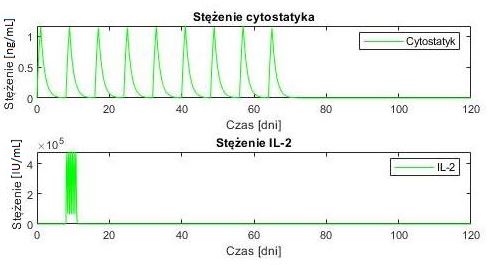 Stężenie cytostatyka
Stężenie [ng/mL]
1
0.5
0
Cytostatyk
0 20 40 60 80 100 120
Czas [dni]
Stężenie IL-2
×10⁵
Stężenie [IU/mL]
4
2
0
IL-2
0 20 40 60 80 100 120
Czas [dni]